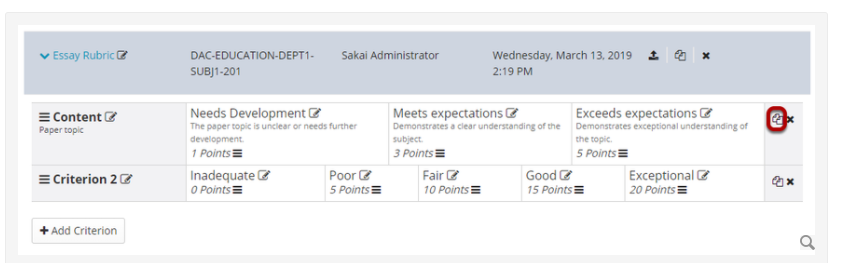 Essay Rubric
DAC-EDUCATION-DEPT1-
SUBJ1-201
Sakai Administrator
Wednesday, March 13, 2019
2:19 PM
Content
Paper topic
Needs Development
The paper topic is unclear or needs further
development.
1 Points
Meets expectations
Demonstrates a clear understanding of the
subject.
3 Points
Exceeds expectations
Demonstrates exceptional understanding of
the topic.
5 Points
Criterion 2
Inadequate
0 Points
Poor
5 Points
Fair
10 Points
Good
15 Points
Exceptional
20 Points
+ Add Criterion